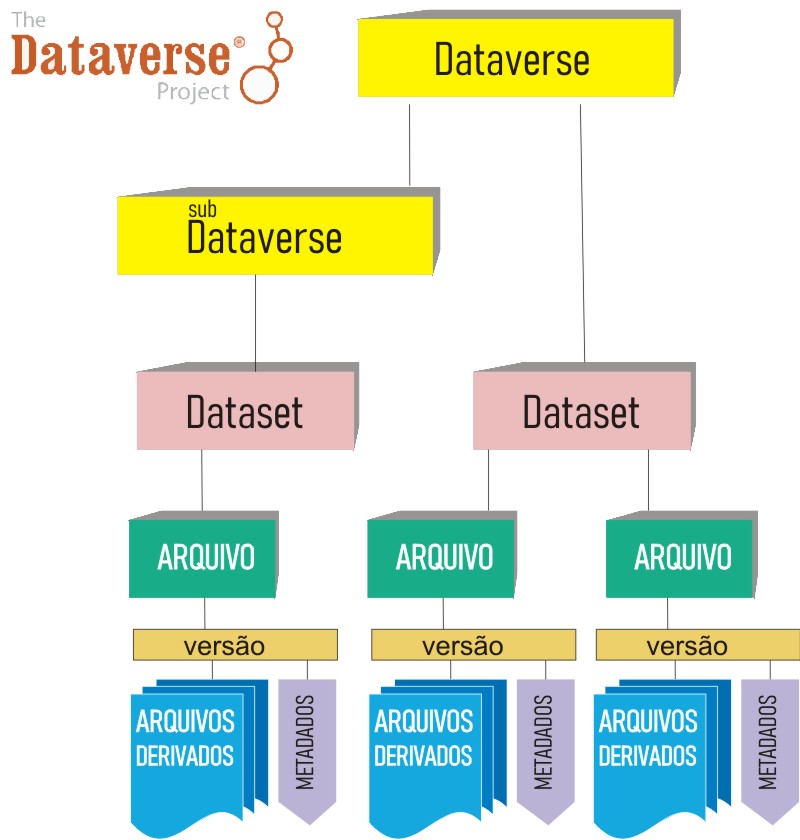 The
Dataverse®
Project
Dataverse
sub
Dataverse
Dataset
Dataset
ARQUIVO
ARQUIVO
ARQUIVO
versão
versão
versão
ARQUIVOS
DERIVADOS
METADADOS
ARQUIVOS
DERIVADOS
METADADOS
ARQUIVOS
DERIVADOS
METADADOS